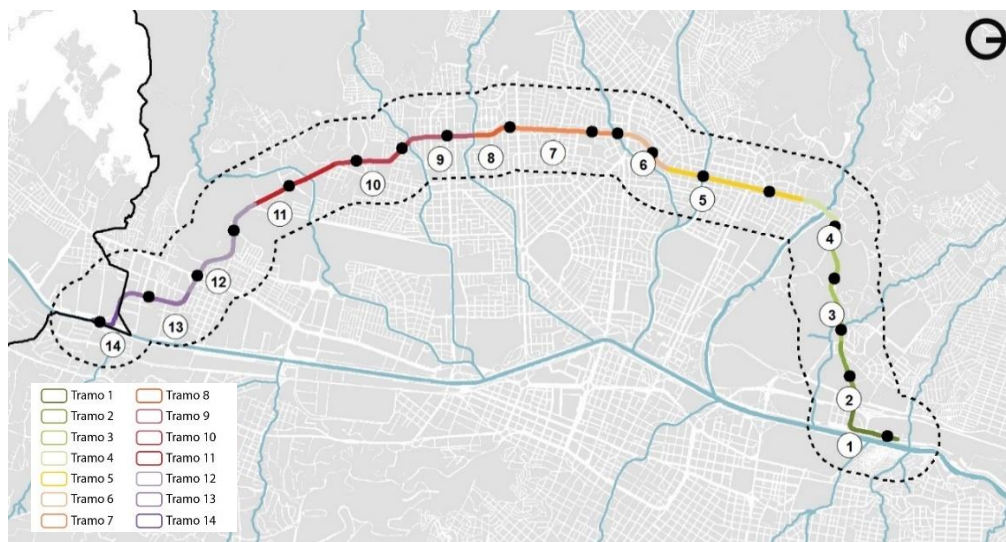 9
8
7
10
6
11
5
4
12
3
13
14
2
1
Tramo 1
Tramo 2
Tramo 3
Tramo 4
Tramo 5
Tramo 6
Tramo 7
Tramo 8
Tramo 9
Tramo 10
Tramo 11
Tramo 12
Tramo 13
Tramo 14